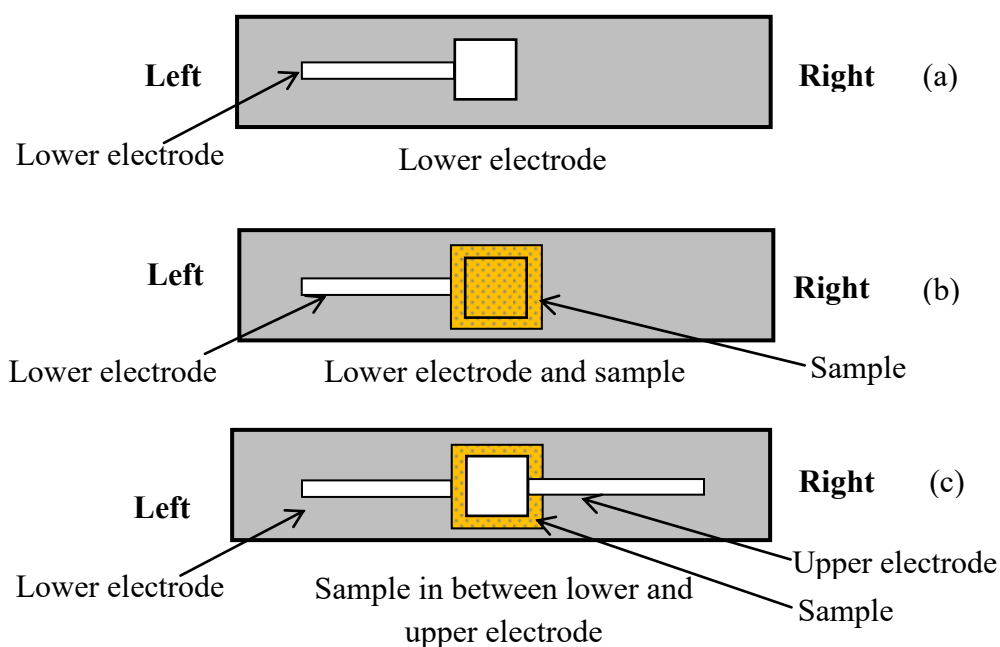 Left
Right (a)
Lower electrode
Lower electrode
Left
Right (b)
Lower electrode
Lower electrode and sample
Sample
Right (c)
Left
Upper electrode
Lower electrode
Sample in between lower and
upper electrode
Sample